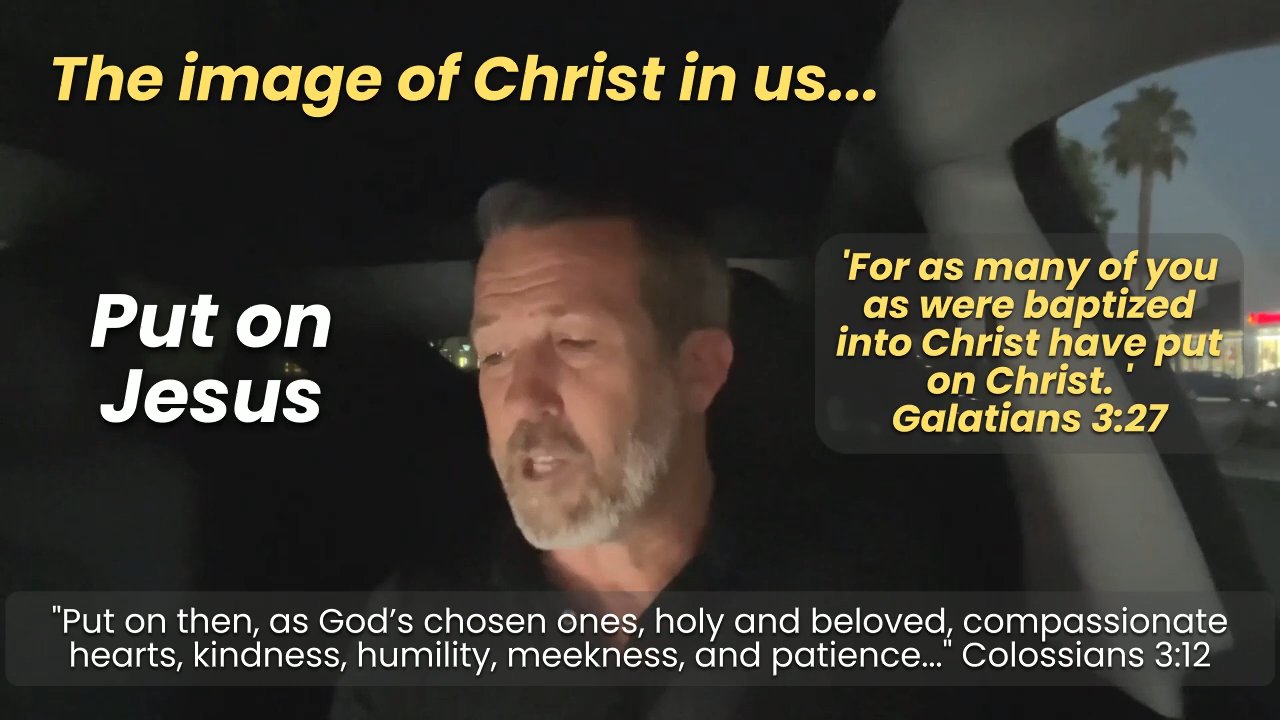 The image of Christ in us...
Put on
Jesus
'For as many of you
as were baptized
into Christ have put
on Christ. '
Galatians 3:27
"Put on then, as God’s chosen ones, holy and beloved, compassionate
hearts, kindness, humility, meekness, and patience..." Colossians 3:12